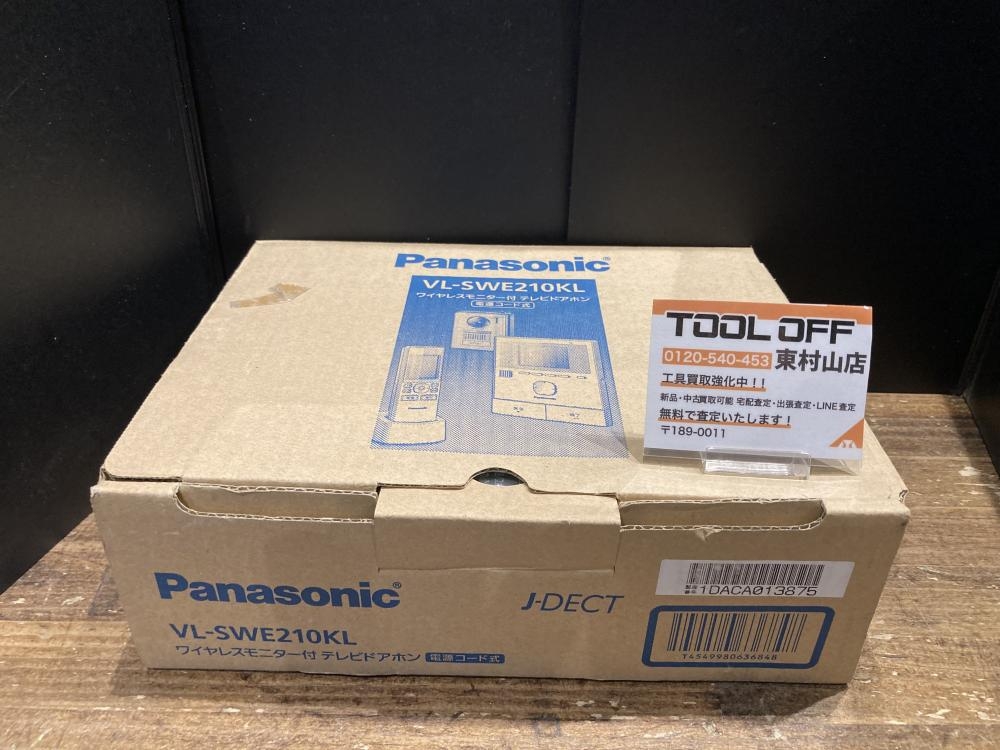 Panasonic®
VL-SWE210KL
ワイヤレスモニター付 テレビドアホン
電源コード式
TOOL OFF
0120-540-453 東村山店
工具買取強化中！！
新品・中古買取可能 宅配査定・出張査定・LINE査定
無料で査定いたします！
〒189-0011
Panasonic®
J-DECT
VL-SWE210KL
ワイヤレスモニター付 テレビドアホン 電源コード式
製造番号 1DACA013875
T4549980636848